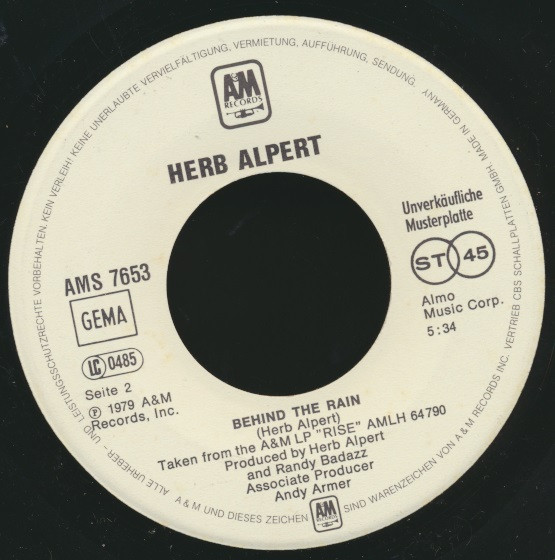 ALLE URHEBER- UND LEISTUNGSSCHUTZRECHTE VORBEHALTEN. KEIN VERLEIH! KEINE UNERLAUBTE VERVIELFÄLTIGUNG, VERMIETUNG, AUFFÜHRUNG, SENDUNG.
MADE IN GERMANY
A&M
RECORDS
HERB ALPERT
Unverkäufliche
Musterplatte
ST 45
Almo
Music Corp.
5:34
AMS 7653
GEMA
LC 0485
Seite 2
℗ 1979 A&M
Records, Inc.
BEHIND THE RAIN
(Herb Alpert)
Taken from the A&M LP "RISE" AMLH 64790
Produced by Herb Alpert
and Randy Badazz
Associate Producer
Andy Armer
A&M UND DIESES ZEICHEN A&M RECORDS SIND WARENZEICHEN VON A&M RECORDS INC. VERTRIEB CBS SCHALLPLATTEN GMBH.